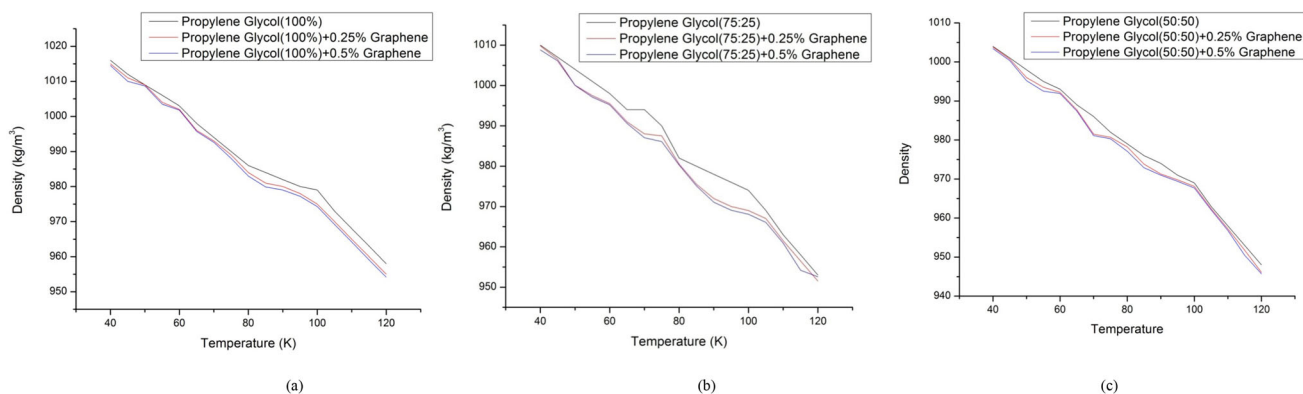 Propylene Glycol(100%)
Propylene Glycol(100%)+0.25% Graphene
Propylene Glycol(100%)+0.5% Graphene
1020
1010
1000
990
980
970
960
950
Density (kg/m³)
40 60 80 100 120
Temperature (K)
(a)
Propylene Glycol(75:25)
Propylene Glycol(75:25)+0.25% Graphene
Propylene Glycol(75:25)+0.5% Graphene
1010
1000
990
980
970
960
950
Density (kg/m³)
40 60 80 100 120
Temperature (K)
(b)
Propylene Glycol(50:50)
Propylene Glycol(50:50)+0.25% Graphene
Propylene Glycol(50:50)+0.5% Graphene
1010
1000
990
980
970
960
950
940
Density
40 60 80 100 120
Temperature
(c)